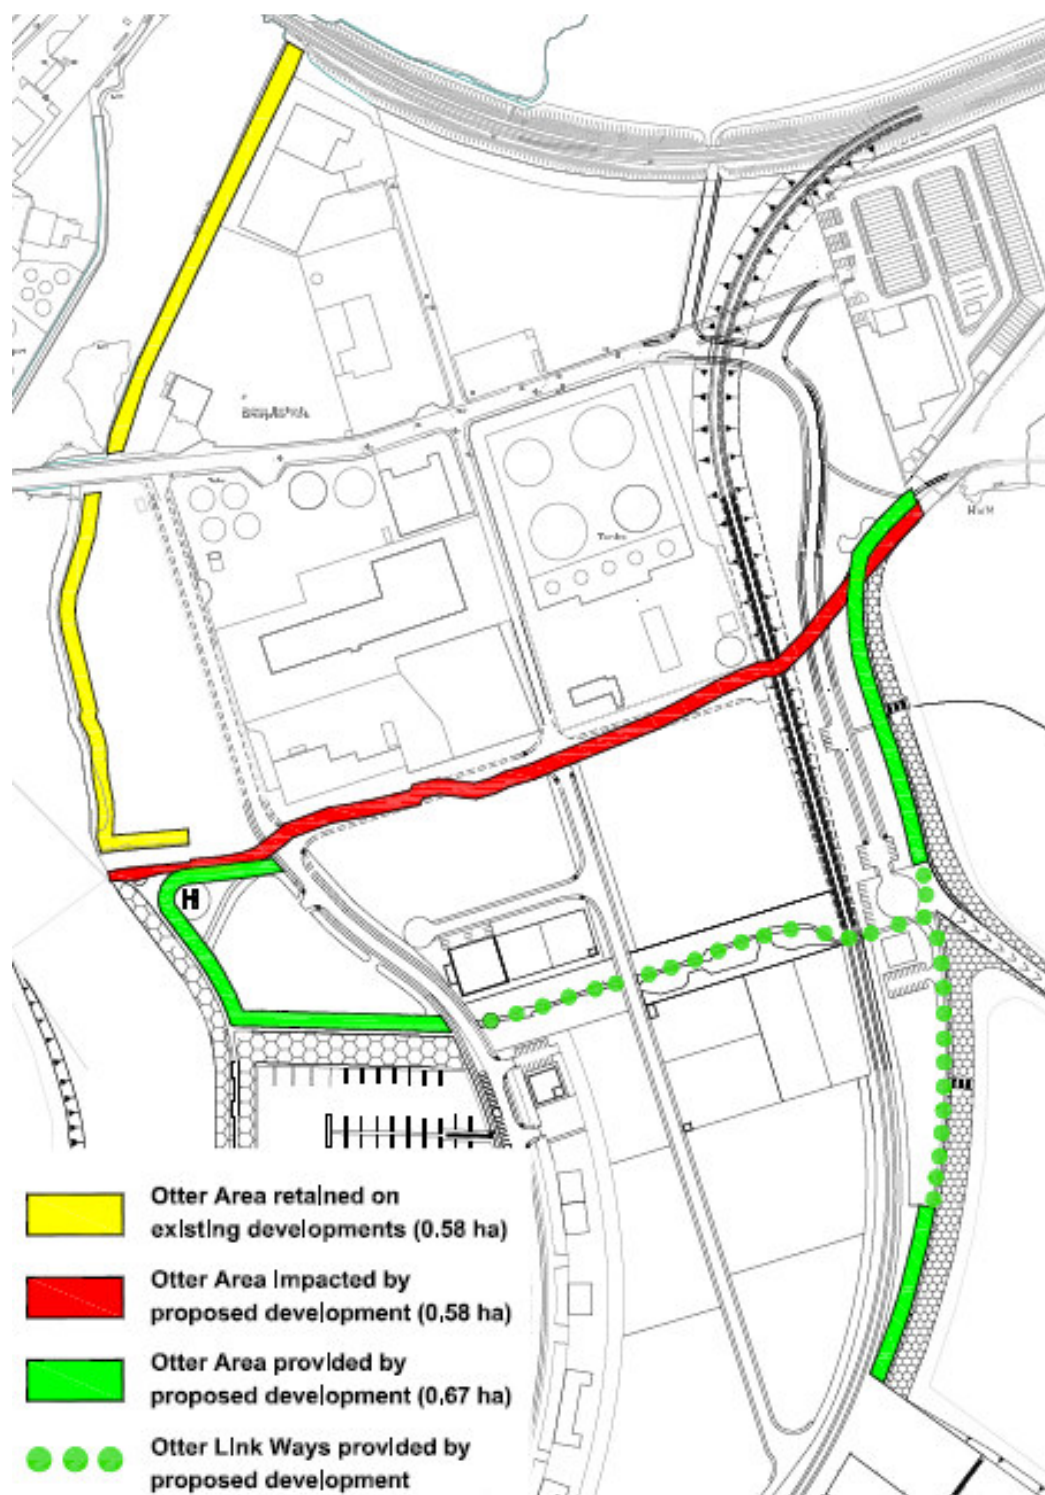 Tanks
H
Otter Area retained on
existing developments (0.58 ha)
Otter Area Impacted by
proposed development (0.58 ha)
Otter Area provided by
proposed development (0.67 ha)
Otter Link Ways provided by
proposed development